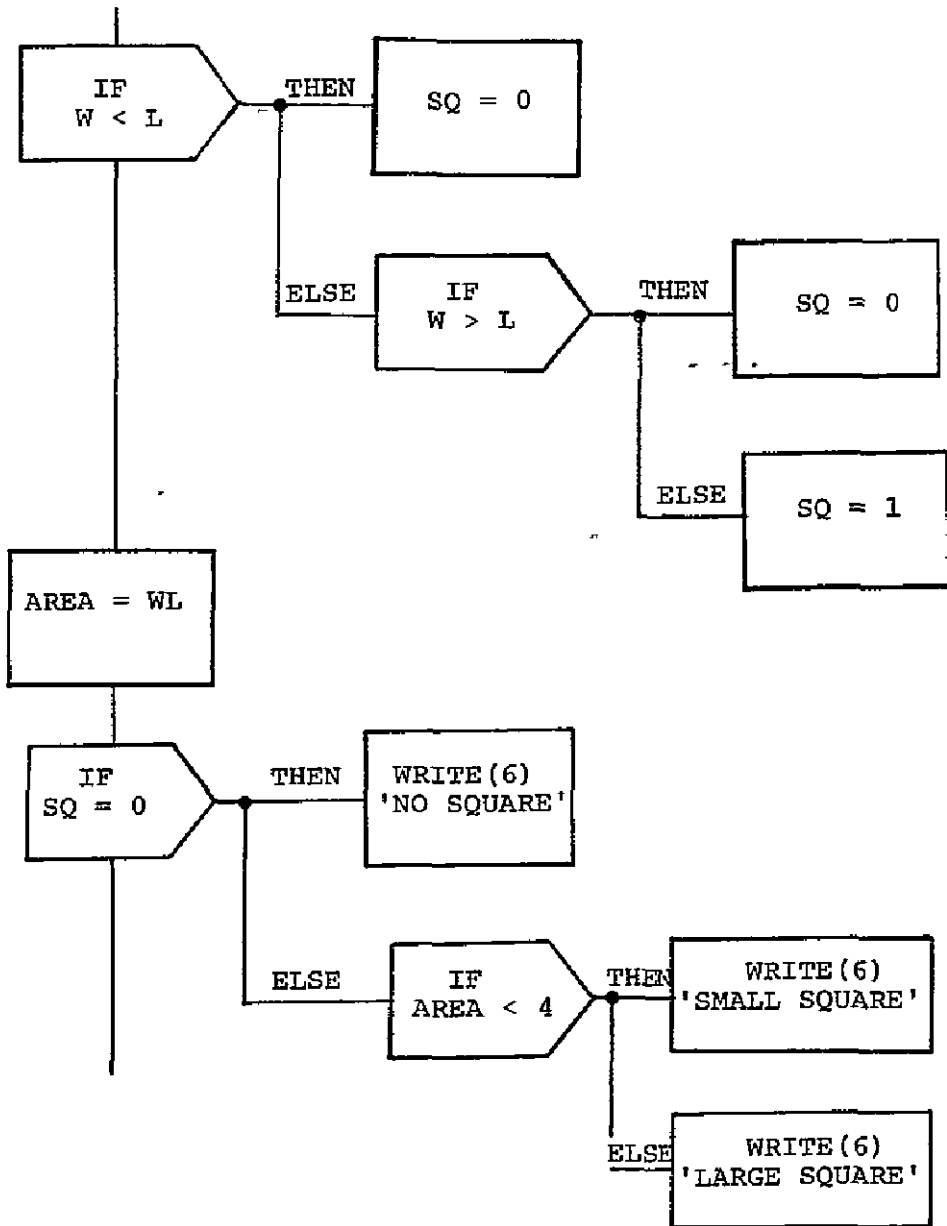 IF
W < L
THEN
SQ = 0
ELSE
IF
W > L
THEN
SQ = 0
ELSE
SQ = 1
AREA = WL
IF
SQ = 0
THEN
WRITE(6)
'NO SQUARE'
ELSE
IF
AREA < 4
THEN
WRITE(6)
'SMALL SQUARE'
ELSE
WRITE(6)
'LARGE SQUARE'